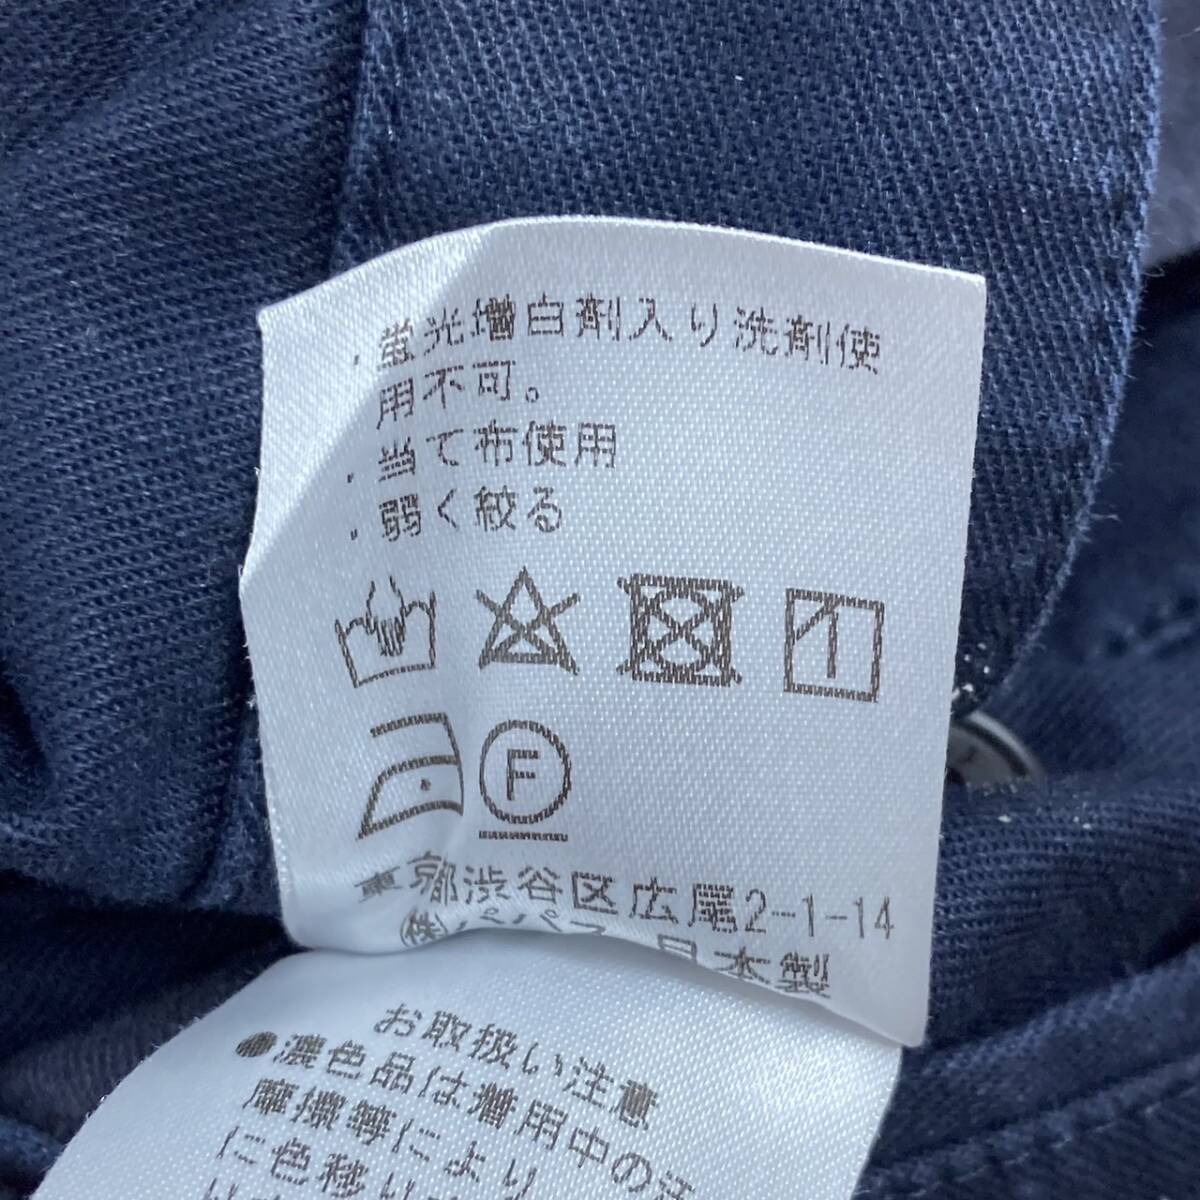 ・蛍光増白剤入り洗剤使
用不可。
・当て布使用
・弱く絞る
F
東京都渋谷区広尾2-1-14
㈱パパス 日本製
お取扱い注意
●濃色品は着用中の
摩擦等により
に色移り